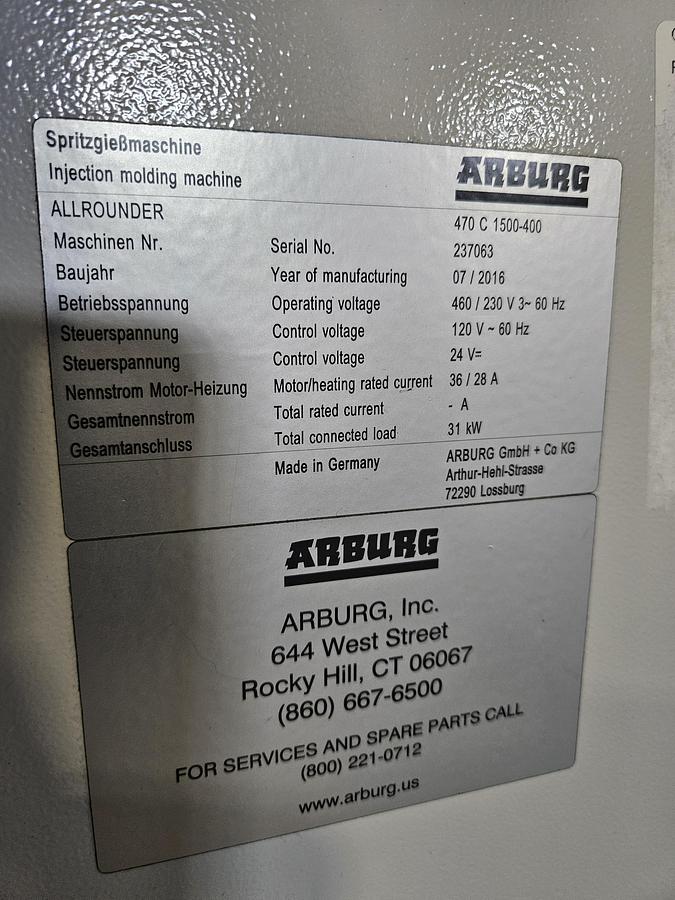 Spritzgießmaschine
Injection molding machine
ARBURG
ALLROUNDER 470 C 1500-400
Maschinen Nr. Serial No. 237063
Baujahr Year of manufacturing 07 / 2016
Betriebsspannung Operating voltage 460 / 230 V 3~ 60 Hz
Steuerspannung Control voltage 120 V ~ 60 Hz
Steuerspannung Control voltage 24 V=
Nennstrom Motor-Heizung Motor/heating rated current 36 / 28 A
Gesamtnennstrom Total rated current - A
Gesamtanschluss Total connected load 31 kW
Made in Germany ARBURG GmbH + Co KG
Arthur-Hehl-Strasse
72290 Lossburg
ARBURG
ARBURG, Inc.
644 West Street
Rocky Hill, CT 06067
(860) 667-6500
FOR SERVICES AND SPARE PARTS CALL
(800) 221-0712
www.arburg.us